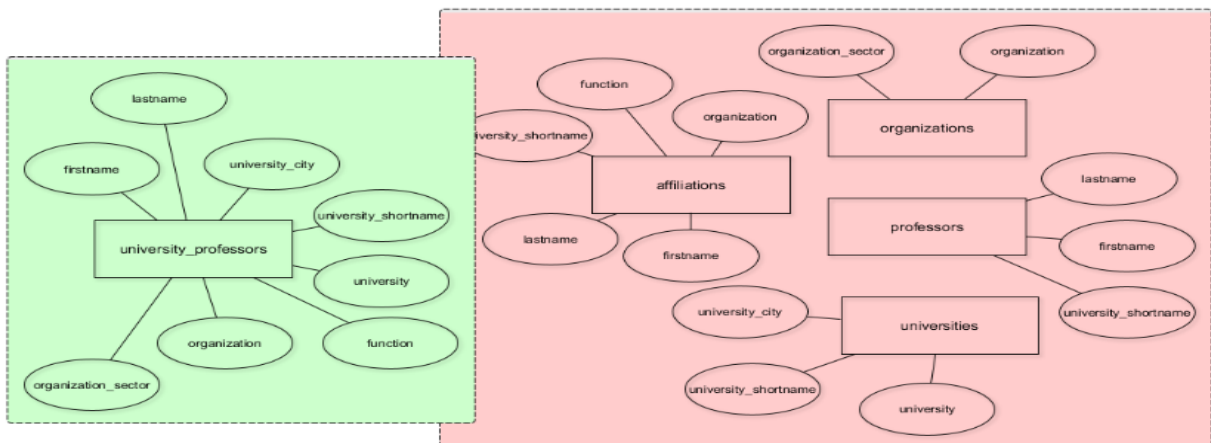 lastname
firstname
university_city
university_shortname
university_professors
university
organization
function
organization_sector
organization_sector
organization
function
organization
organizations
iversity_shortname
affiliations
lastname
professors
lastname
firstname
firstname
university_city
university_shortname
universities
university_shortname
university